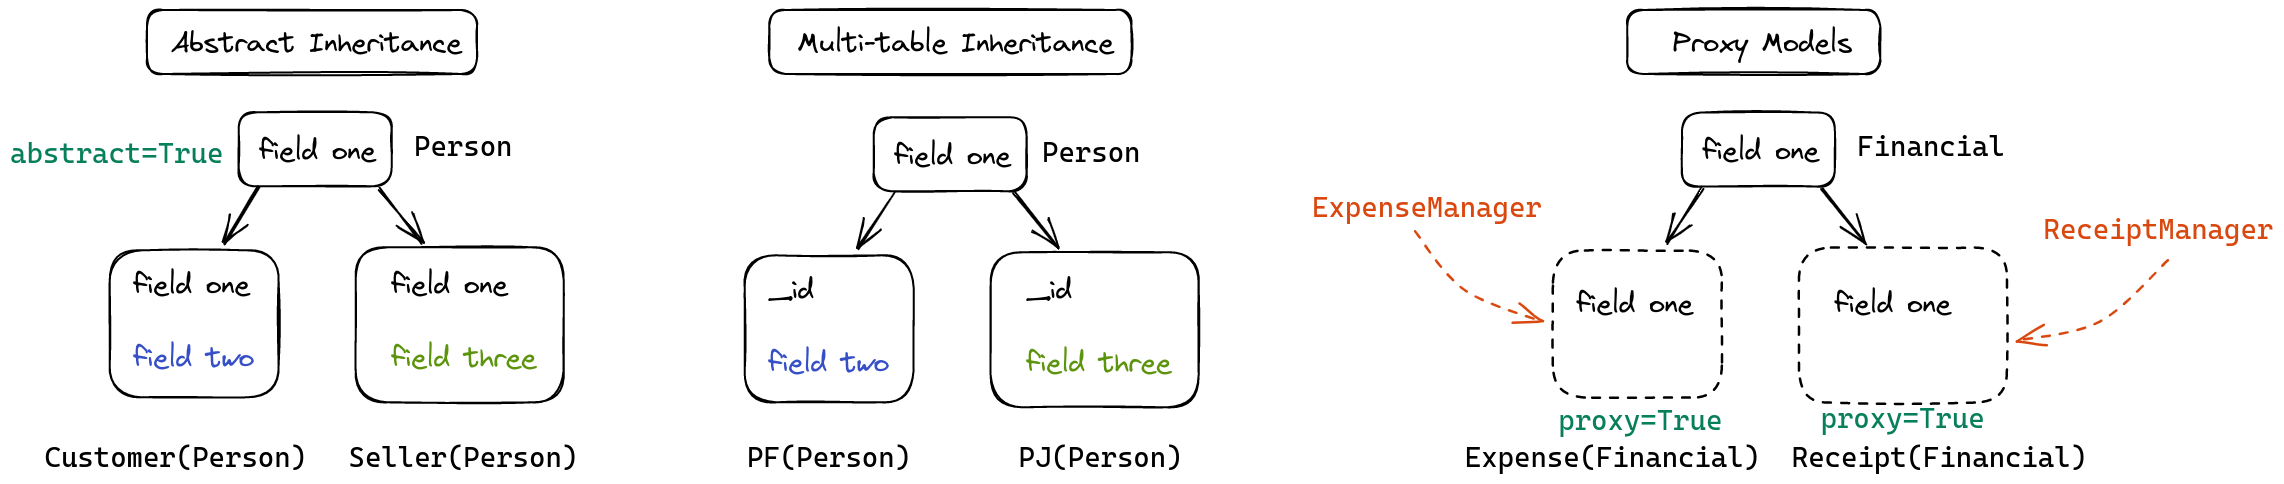 Abstract Inheritance
abstract=True
field one
Person
field one
field two
field one
field three
Customer(Person)
Seller(Person)
Multi-table Inheritance
field one
Person
_id
field two
_id
field three
PF(Person)
PJ(Person)
Proxy Models
field one
Financial
ExpenseManager
ReceiptManager
field one
field one
proxy=True
proxy=True
Expense(Financial)
Receipt(Financial)